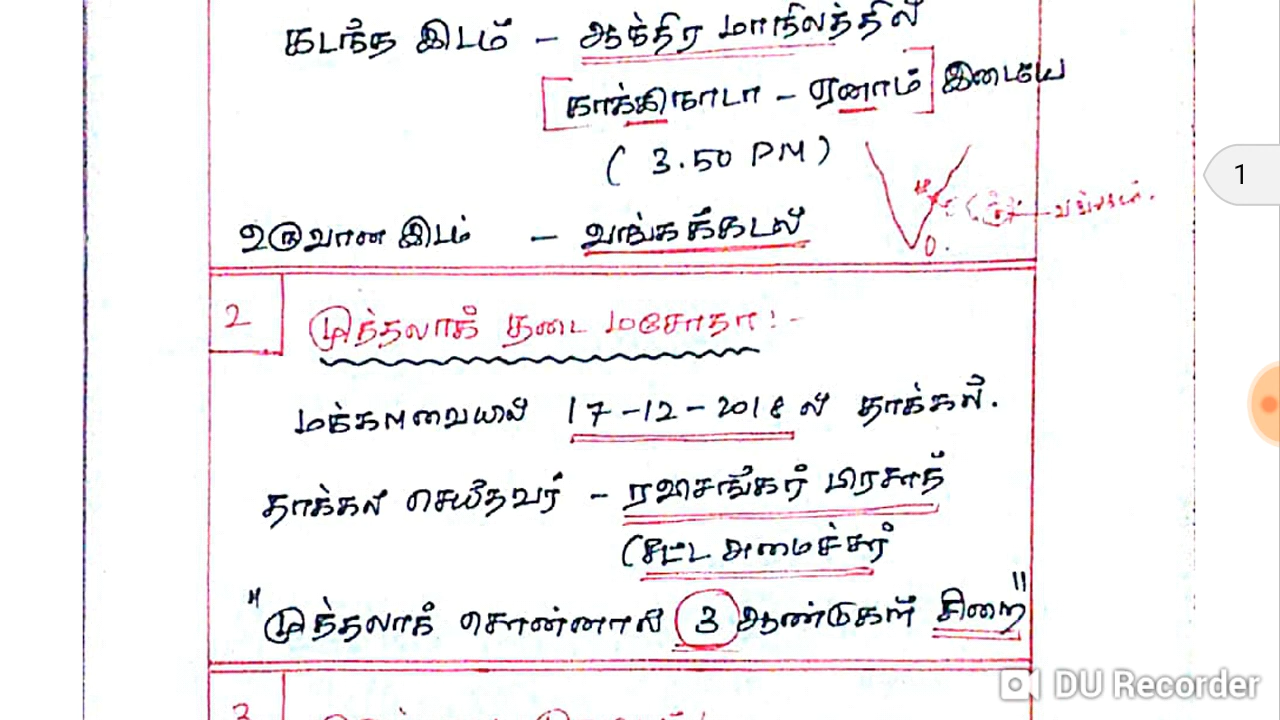 கடந்த இடம் - ஆந்திர மாநிலத்தில்
[காக்கிநாடா - ஏனாம்] இடையே
(3.50 PM)
உருவான இடம் - வங்கக்கடல்
1
2 முத்தலாக் தடை மசோதா:-
மக்களவையில் 17-12-2018 ல் தாக்கல்.
தாக்கல் செய்தவர் - ரவிசங்கர் பிரசாத்
(சட்ட அமைச்சர்
"முத்தலாக் சொன்னால் 3 ஆண்டுகள் சிறை"
3
DU Recorder